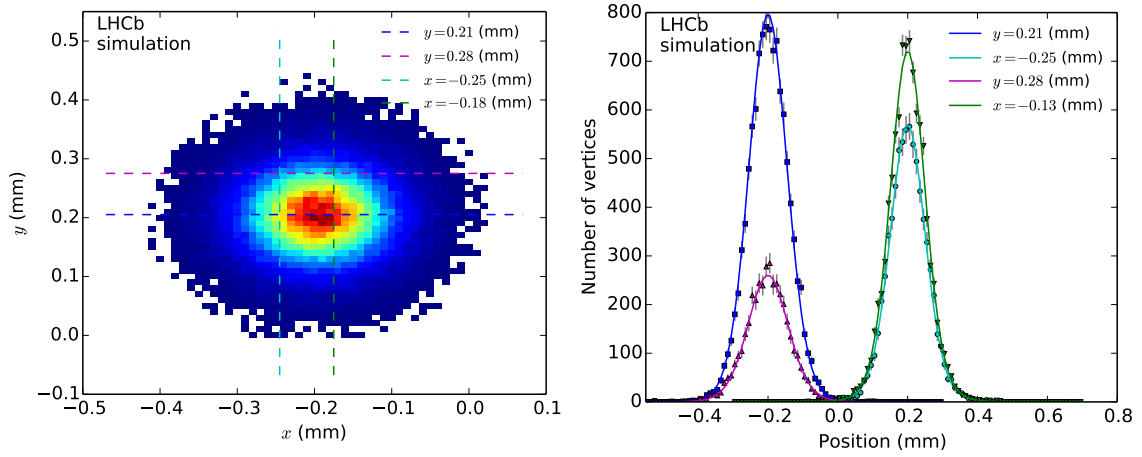 LHCb
simulation
y=0.21 (mm)
y=0.28 (mm)
x=−0.25 (mm)
x=−0.18 (mm)
0.5
0.4
0.3
0.2
0.1
0.0
−0.1
y (mm)
−0.5
−0.4
−0.3
−0.2
−0.1
0.0
0.1
x (mm)
LHCb
simulation
y=0.21 (mm)
x=−0.25 (mm)
y=0.28 (mm)
x=−0.13 (mm)
800
700
600
500
400
300
200
100
0
Number of vertices
−0.4
−0.2
0.0
0.2
0.4
0.6
0.8
Position (mm)